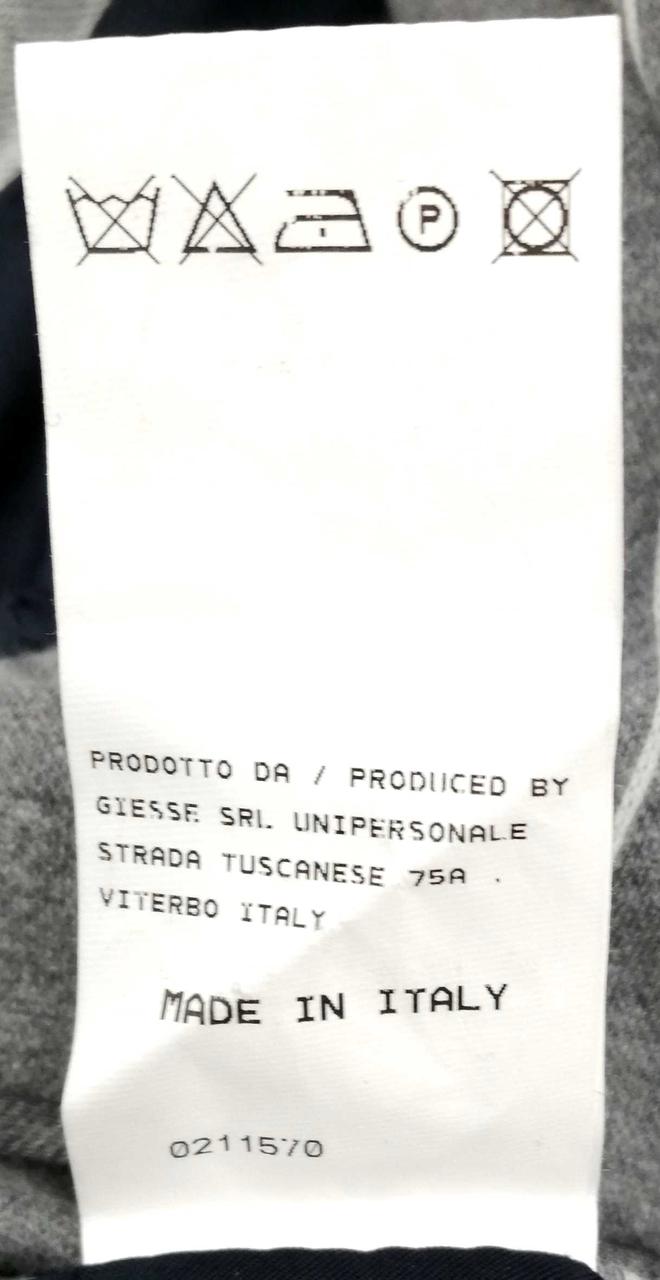 P
PRODOTTO DA / PRODUCED BY
GIESSE SRL UNIPERSONALE
STRADA TUSCANESE 75A .
VITERBO ITALY
MADE IN ITALY
0211570